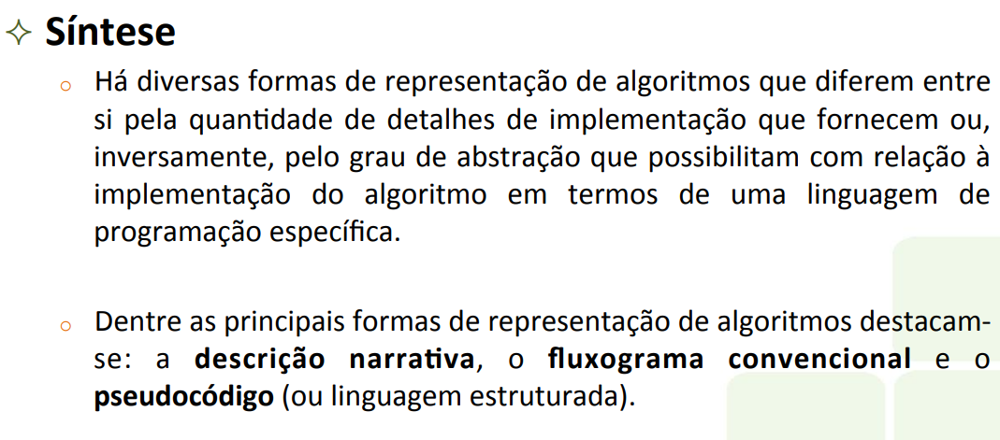 Síntese
Há diversas formas de representação de algoritmos que diferem entre
si pela quantidade de detalhes de implementação que fornecem ou,
inversamente, pelo grau de abstração que possibilitam com relação à
implementação do algoritmo em termos de uma linguagem de
programação específica.
Dentre as principais formas de representação de algoritmos destacam-
se: a descrição narrativa, o fluxograma convencional e o
pseudocódigo (ou linguagem estruturada).